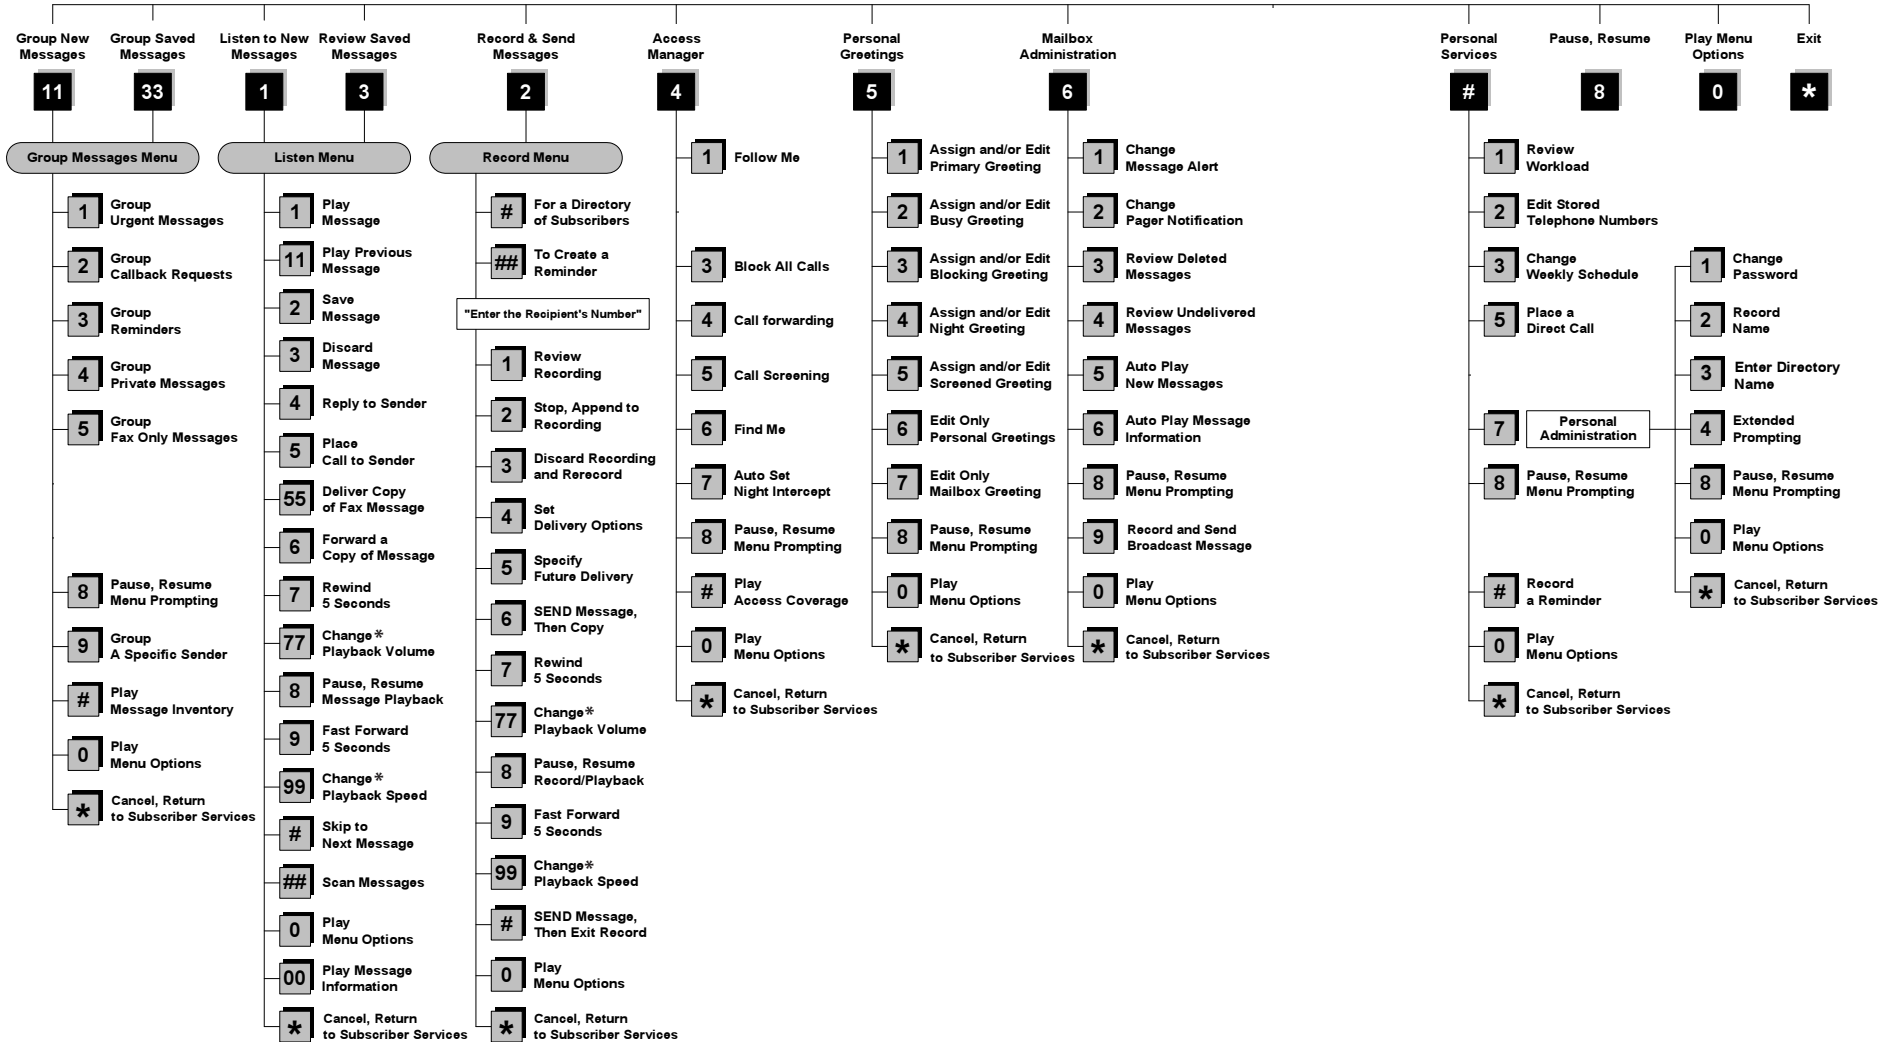 Group New
Messages
11
Group Saved
Messages
33
Listen to New
Messages
1
Review Saved
Messages
3
Record & Send
Messages
2
Access
Manager
4
Personal
Greetings
5
Mailbox
Administration
6
Personal
Services
#
Pause, Resume
8
Play Menu
Options
0
Exit
*
Group Messages Menu
1
Group
Urgent Messages
2
Group
Callback Requests
3
Group
Reminders
4
Group
Private Messages
5
Group
Fax Only Messages
8
Pause, Resume
Menu Prompting
9
Group
A Specific Sender
#
Play
Message Inventory
0
Play
Menu Options
*
Cancel, Return
to Subscriber Services
Listen Menu
1
Play
Message
11
Play Previous
Message
2
Save
Message
3
Discard
Message
4
Reply to Sender
5
Place
Call to Sender
55
Deliver Copy
of Fax Message
6
Forward a
Copy of Message
7
Rewind
5 Seconds
77
Change*
Playback Volume
8
Pause, Resume
Message Playback
9
Fast Forward
5 Seconds
99
Change*
Playback Speed
#
Skip to
Next Message
##
Scan Messages
0
Play
Menu Options
00
Play Message
Information
*
Cancel, Return
to Subscriber Services
Record Menu
#
For a Directory
of Subscribers
##
To Create a
Reminder
"Enter the Recipient's Number"
1
Review
Recording
2
Stop, Append to
Recording
3
Discard Recording
and Rerecord
4
Set
Delivery Options
5
Specify
Future Delivery
6
SEND Message,
Then Copy
7
Rewind
5 Seconds
77
Change*
Playback Volume
8
Pause, Resume
Record/Playback
9
Fast Forward
5 Seconds
99
Change*
Playback Speed
#
SEND Message,
Then Exit Record
0
Play
Menu Options
*
Cancel, Return
to Subscriber Services
1
Follow Me
3
Block All Calls
4
Call forwarding
5
Call Screening
6
Find Me
7
Auto Set
Night Intercept
8
Pause, Resume
Menu Prompting
#
Play
Access Coverage
0
Play
Menu Options
*
Cancel, Return
to Subscriber Services
1
Assign and/or Edit
Primary Greeting
2
Assign and/or Edit
Busy Greeting
3
Assign and/or Edit
Blocking Greeting
4
Assign and/or Edit
Night Greeting
5
Assign and/or Edit
Screened Greeting
6
Edit Only
Personal Greetings
7
Edit Only
Mailbox Greeting
8
Pause, Resume
Menu Prompting
0
Play
Menu Options
*
Cancel, Return
to Subscriber Services
1
Change
Message Alert
2
Change
Pager Notification
3
Review Deleted
Messages
4
Review Undelivered
Messages
5
Auto Play
New Messages
6
Auto Play Message
Information
8
Pause, Resume
Menu Prompting
9
Record and Send
Broadcast Message
0
Play
Menu Options
*
Cancel, Return
to Subscriber Services
1
Review
Workload
2
Edit Stored
Telephone Numbers
3
Change
Weekly Schedule
5
Place a
Direct Call
7
Personal
Administration
8
Pause, Resume
Menu Prompting
#
Record
a Reminder
0
Play
Menu Options
*
Cancel, Return
to Subscriber Services
1
Change
Password
2
Record
Name
3
Enter Directory
Name
4
Extended
Prompting
8
Pause, Resume
Menu Prompting
0
Play
Menu Options
*
Cancel, Return
to Subscriber Services